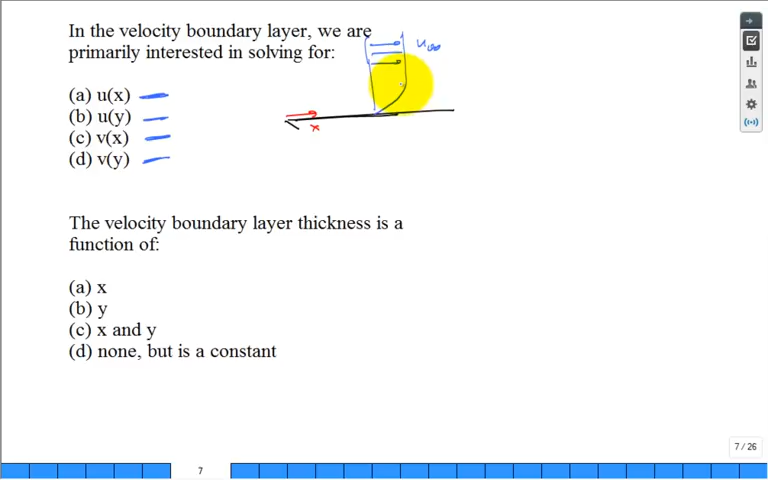 In the velocity boundary layer, we are
primarily interested in solving for:
u∞
(a) u(x)
(b) u(y)
(c) v(x)
(d) v(y)
x
The velocity boundary layer thickness is a
function of:
(a) x
(b) y
(c) x and y
(d) none, but is a constant
7 / 26
7